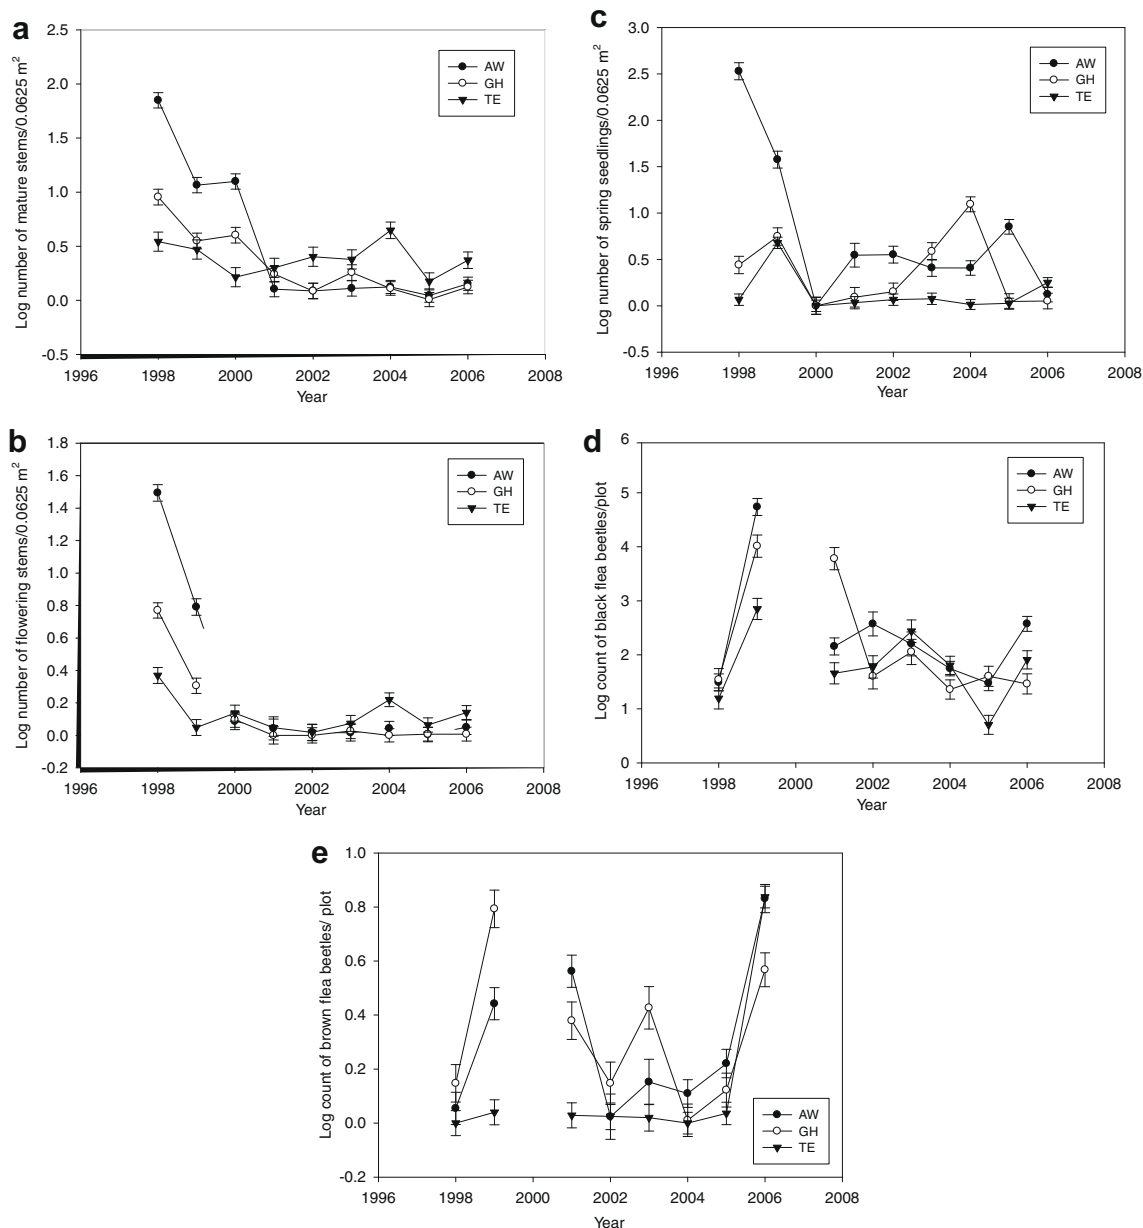 a
Log number of mature stems/0.0625 m²
2.5
2.0
1.5
1.0
0.5
0.0
-0.5
1996 1998 2000 2002 2004 2006 2008
Year
AW
GH
TE
c
Log number of spring seedlings/0.0625 m²
3.0
2.5
2.0
1.5
1.0
0.5
0.0
-0.5
1996 1998 2000 2002 2004 2006 2008
Year
AW
GH
TE
b
Log number of flowering stems/0.0625 m²
1.8
1.6
1.4
1.2
1.0
0.8
0.6
0.4
0.2
0.0
-0.2
1996 1998 2000 2002 2004 2006 2008
Year
AW
GH
TE
d
Log count of black flea beetles/plot
6
5
4
3
2
1
0
1996 1998 2000 2002 2004 2006 2008
Year
AW
GH
TE
e
Log count of brown flea beetles/ plot
1.0
0.8
0.6
0.4
0.2
0.0
-0.2
1996 1998 2000 2002 2004 2006 2008
Year
AW
GH
TE